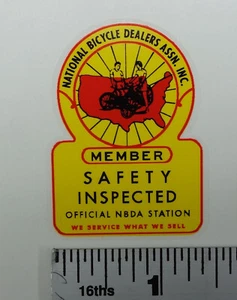 NATIONAL BICYCLE DEALERS ASSN. INC.
MEMBER
SAFETY
INSPECTED
OFFICIAL NBDA STATION
WE SERVICE WHAT WE SELL
16ths
1